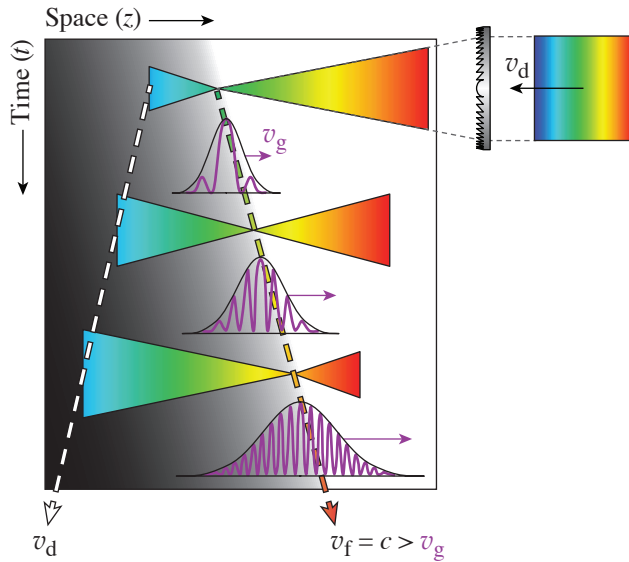 Space (z)
Time (t)
v_d
v_g
v_d
v_f = c > v_g